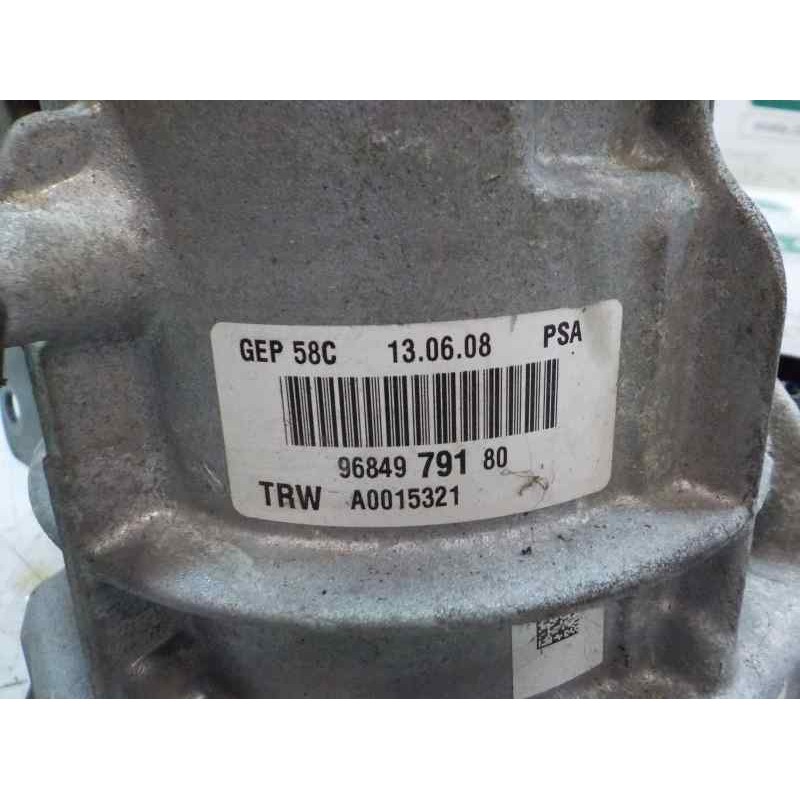 GEP 58C 13.06.08 PSA
96849 791 80
TRW A0015321